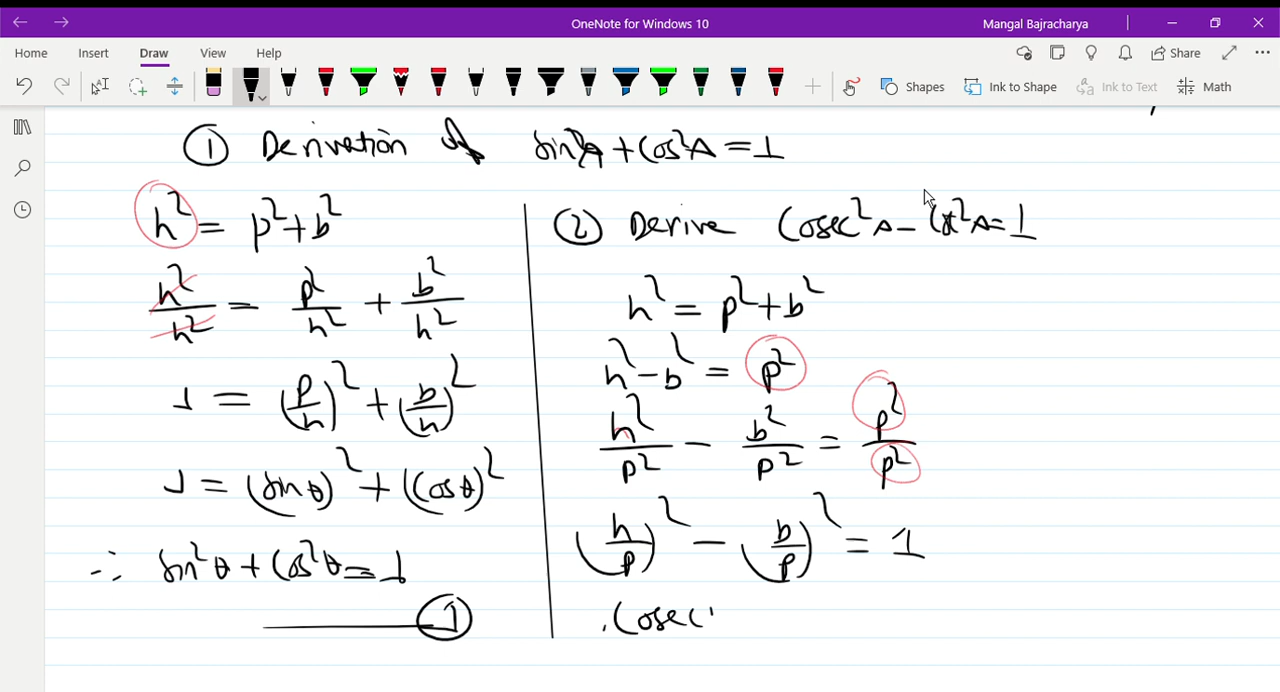 OneNote for Windows 10
Mangal Bajracharya
Home Insert Draw View Help
Share
Shapes Ink to Shape Ink to Text Math
① Derivation of sin²A + Cos²A = 1
h² = p² + b²
h²/h² = p²/h² + b²/h²
1 = (p/h)² + (b/h)²
1 = (sin θ)² + (Cos θ)²
∴ sin²θ + Cos²θ = 1
①
② Derive Cosec²A - Cot²A = 1
h² = p² + b²
h² - b² = p²
h²/p² - b²/p² = p²/p²
(h/p)² - (b/p)² = 1
(Cosec